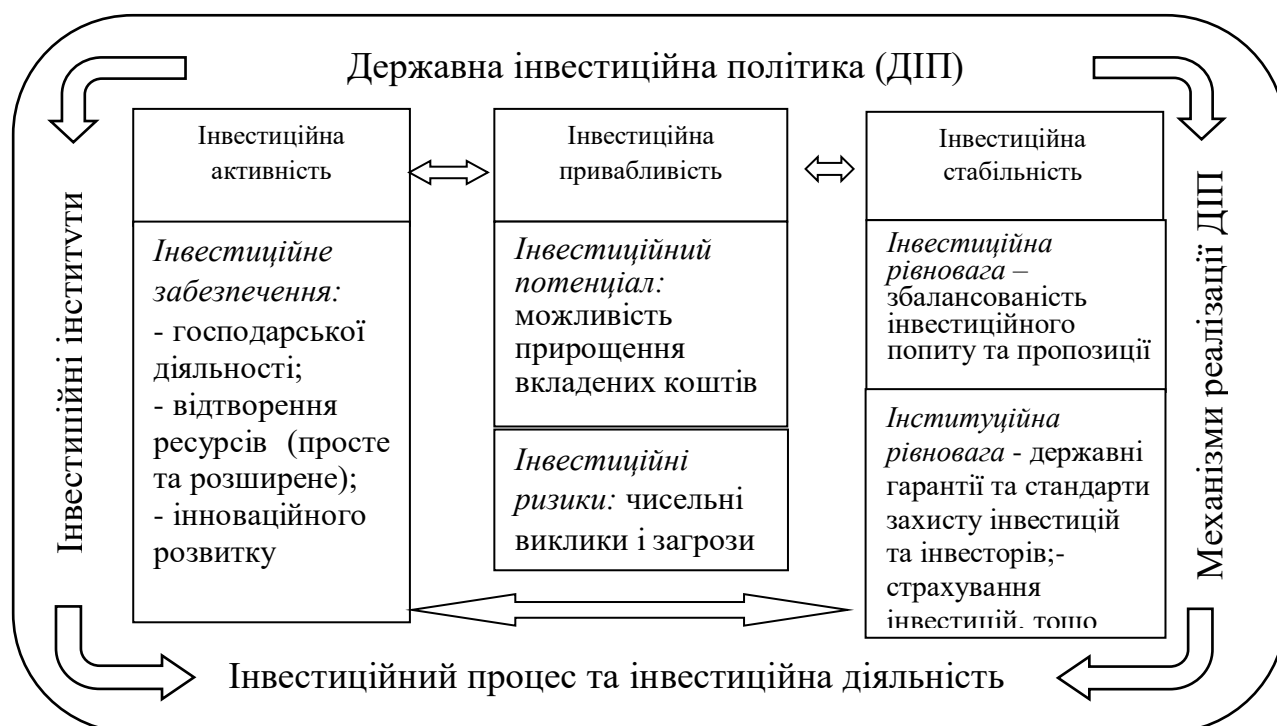 Державна інвестиційна політика (ДІП)
Інвестиційні інститути
Інвестиційна
активність
Інвестиційне
забезпечення:
- господарської
діяльності;
- відтворення
ресурсів (просте
та розширене);
- інноваційного
розвитку
Інвестиційна
привабливість
Інвестиційний
потенціал:
можливість
прирощення
вкладених коштів
Інвестиційні
ризики: чисельні
виклики і загрози
Інвестиційна
стабільність
Інвестиційна
рівновага –
збалансованість
інвестиційного
попиту та пропозиції
Інституційна
рівновага - державні
гарантії та стандарти
захисту інвестицій
та інвесторів;-
страхування
інвестицій, тощо
Механізми реалізації ДІП
Інвестиційний процес та інвестиційна діяльність